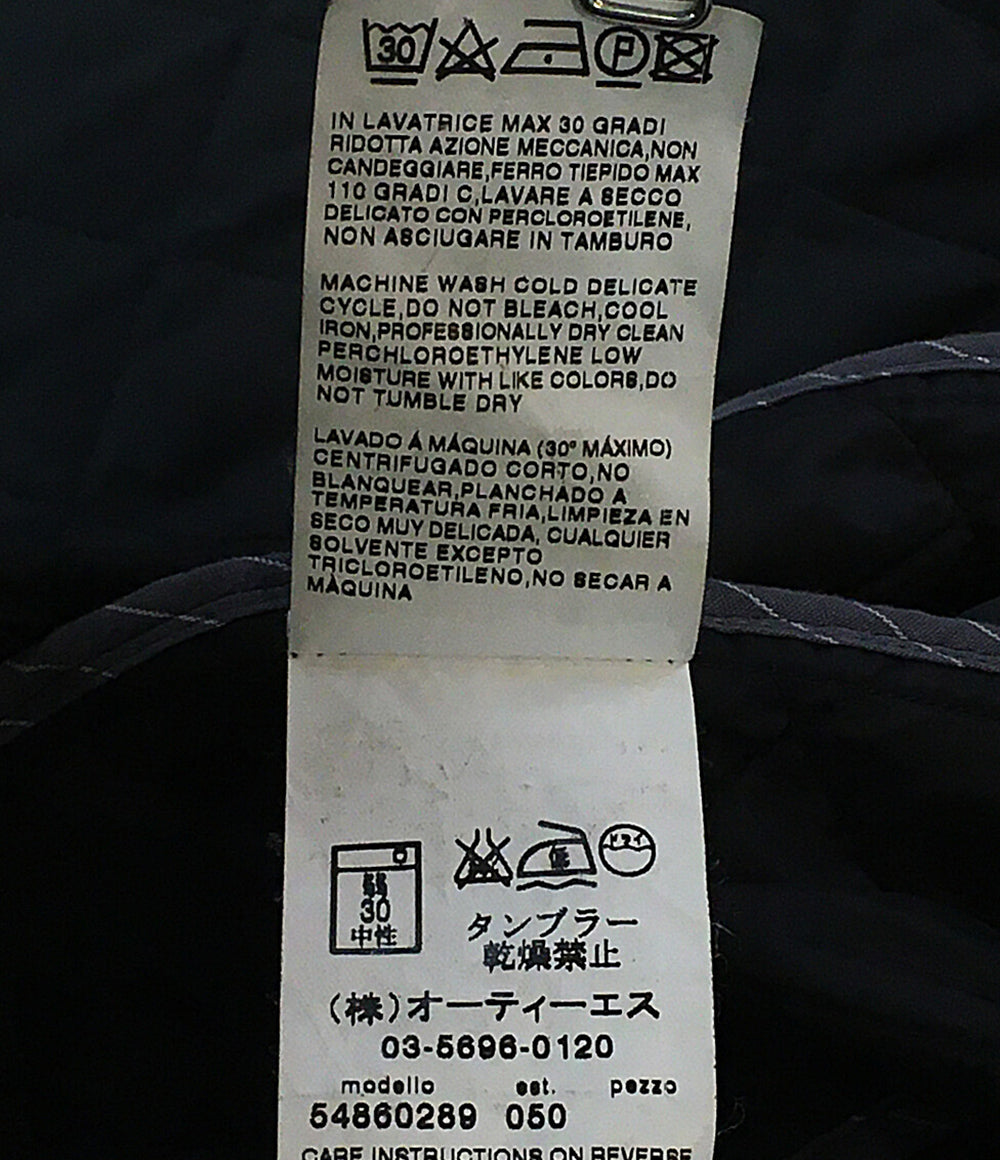 30 P
IN LAVATRICE MAX 30 GRADI
RIDOTTA AZIONE MECCANICA,NON
CANDEGGIARE,FERRO TIEPIDO MAX
110 GRADI C,LAVARE A SECCO
DELICATO CON PERCLOROETILENE,
NON ASCIUGARE IN TAMBURO
MACHINE WASH COLD DELICATE
CYCLE,DO NOT BLEACH,COOL
IRON,PROFESSIONALLY DRY CLEAN
PERCHLOROETHYLENE LOW
MOISTURE WITH LIKE COLORS,DO
NOT TUMBLE DRY
LAVADO Á MÁQUINA (30° MÁXIMO)
CENTRIFUGADO CORTO,NO
BLANQUEAR,PLANCHADO A
TEMPERATURA FRIA,LIMPIEZA EN
SECO MUY DELICADA, CUALQUIER
SOLVENTE EXCEPTO
TRICLOROETILENO,NO SECAR A
MÀQUINA
弱 低 ドライ
30
中性
タンブラー
乾燥禁止
(株)オーティーエス
03-5696-0120
modello est. pezzo
54860289 050
CARE INSTRUCTIONS ON REVERSE